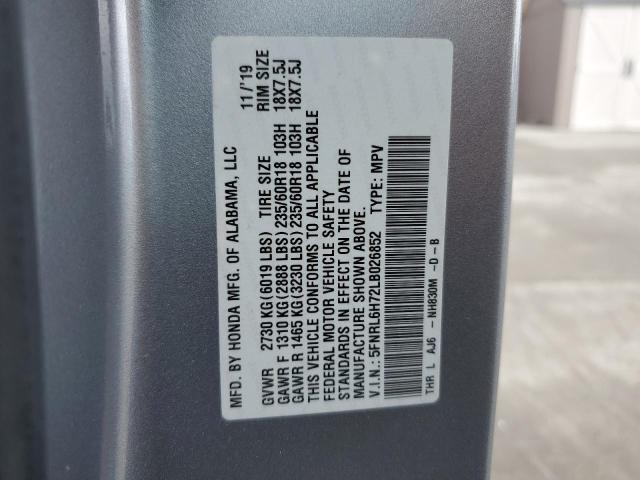 MFD. BY HONDA MFG. OF ALABAMA, LLC 11/'19
GVWR 2730 KG(6019 LBS) TIRE SIZE RIM SIZE
GAWR F 1310 KG(2888 LBS)235/60R18 103H 18X7.5J
GAWR R 1465 KG(3230 LBS)235/60R18 103H 18X7.5J
THIS VEHICLE CONFORMS TO ALL APPLICABLE
FEDERAL MOTOR VEHICLE SAFETY
STANDARDS IN EFFECT ON THE DATE OF
MANUFACTURE SHOWN ABOVE.
V.I.N.: 5FNRL6H72LB026852 TYPE: MPV
THR L AJ6 - NH830M -D-B